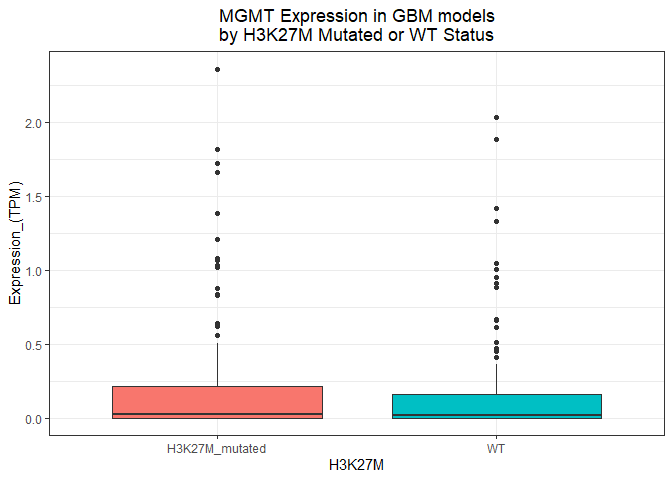 MGMT Expression in GBM models
by H3K27M Mutated or WT Status
Expression_(TPM)
2.0
1.5
1.0
0.5
0.0
H3K27M_mutated
WT
H3K27M